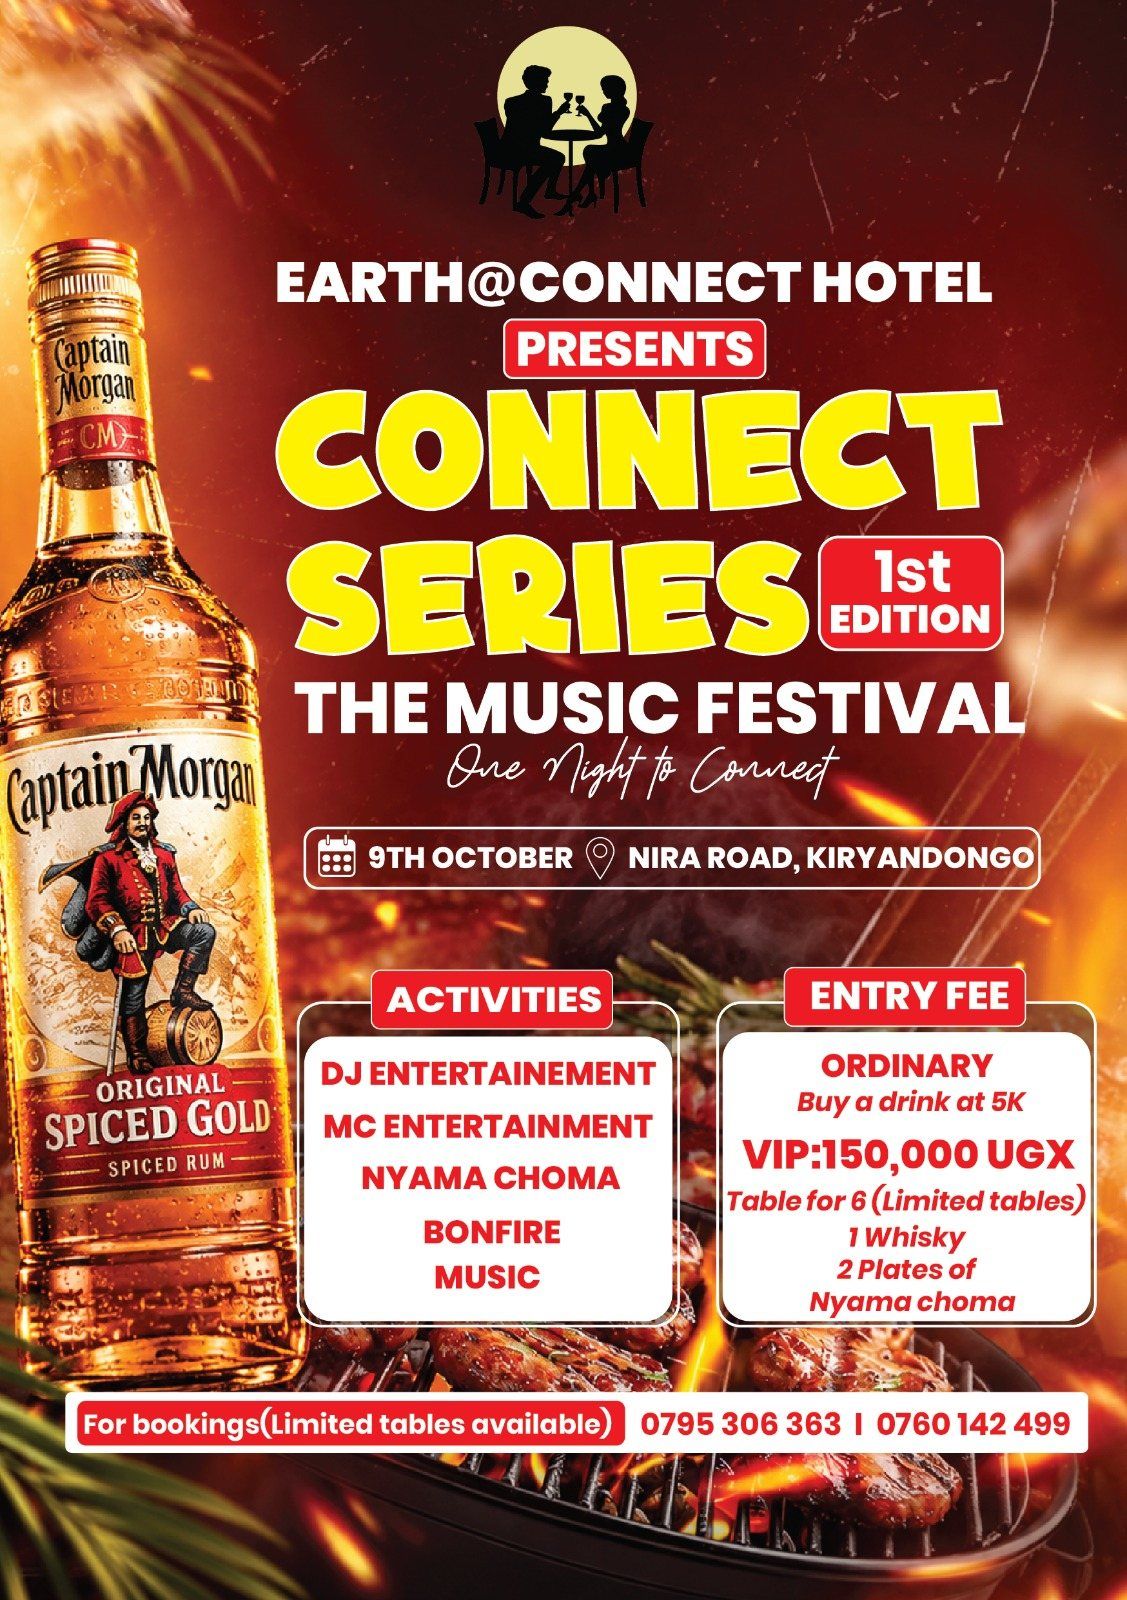 EARTH@CONNECT HOTEL
PRESENTS
CONNECT
SERIES
1st
EDITION
THE MUSIC FESTIVAL
One Night to Connect
9TH OCTOBER
NIRA ROAD, KIRYANDONGO
Captain
Morgan
CM
Captain Morgan
ORIGINAL
SPICED GOLD
SPICED RUM
ACTIVITIES
DJ ENTERTAINEMENT
MC ENTERTAINMENT
NYAMA CHOMA
BONFIRE
MUSIC
ENTRY FEE
ORDINARY
Buy a drink at 5K
VIP:150,000 UGX
Table for 6 (Limited tables)
1 Whisky
2 Plates of
Nyama choma
For bookings(Limited tables available)
0795 306 363 I 0760 142 499